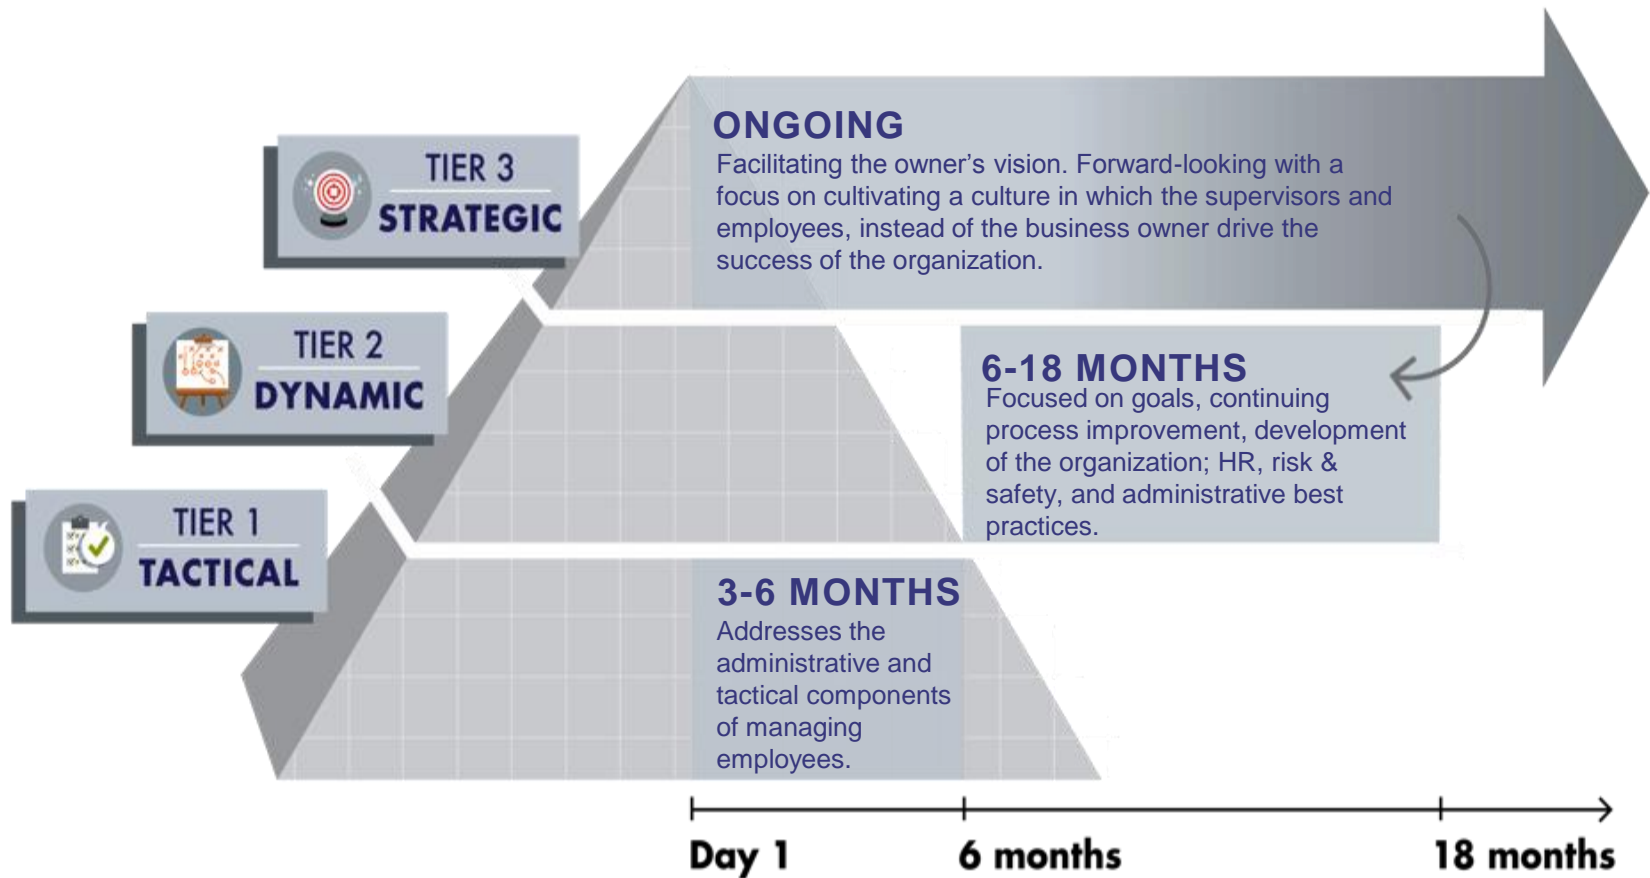 TIER 3
STRATEGIC
ONGOING
Facilitating the owner’s vision. Forward-looking with a
focus on cultivating a culture in which the supervisors and
employees, instead of the business owner drive the
success of the organization.
TIER 2
DYNAMIC
6-18 MONTHS
Focused on goals, continuing
process improvement, development
of the organization; HR, risk &
safety, and administrative best
practices.
TIER 1
TACTICAL
3-6 MONTHS
Addresses the
administrative and
tactical components
of managing
employees.
Day 1
6 months
18 months